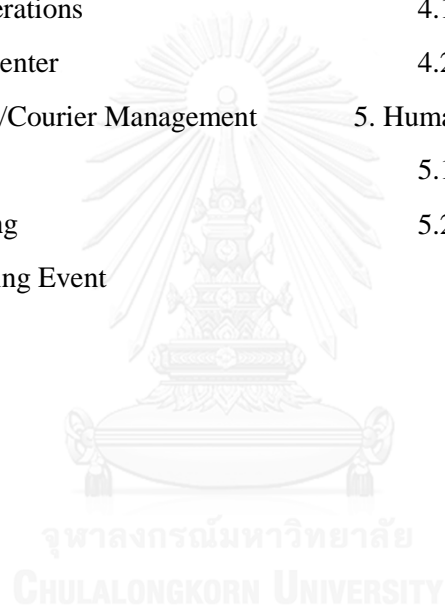 erations
enter
/Courier Management
ng
ing Event
4.1
4.2
5. Huma
5.1
5.2
จุฬาลงกรณ์มหาวิทยาลัย
CHULALONGKORN UNIVERSITY